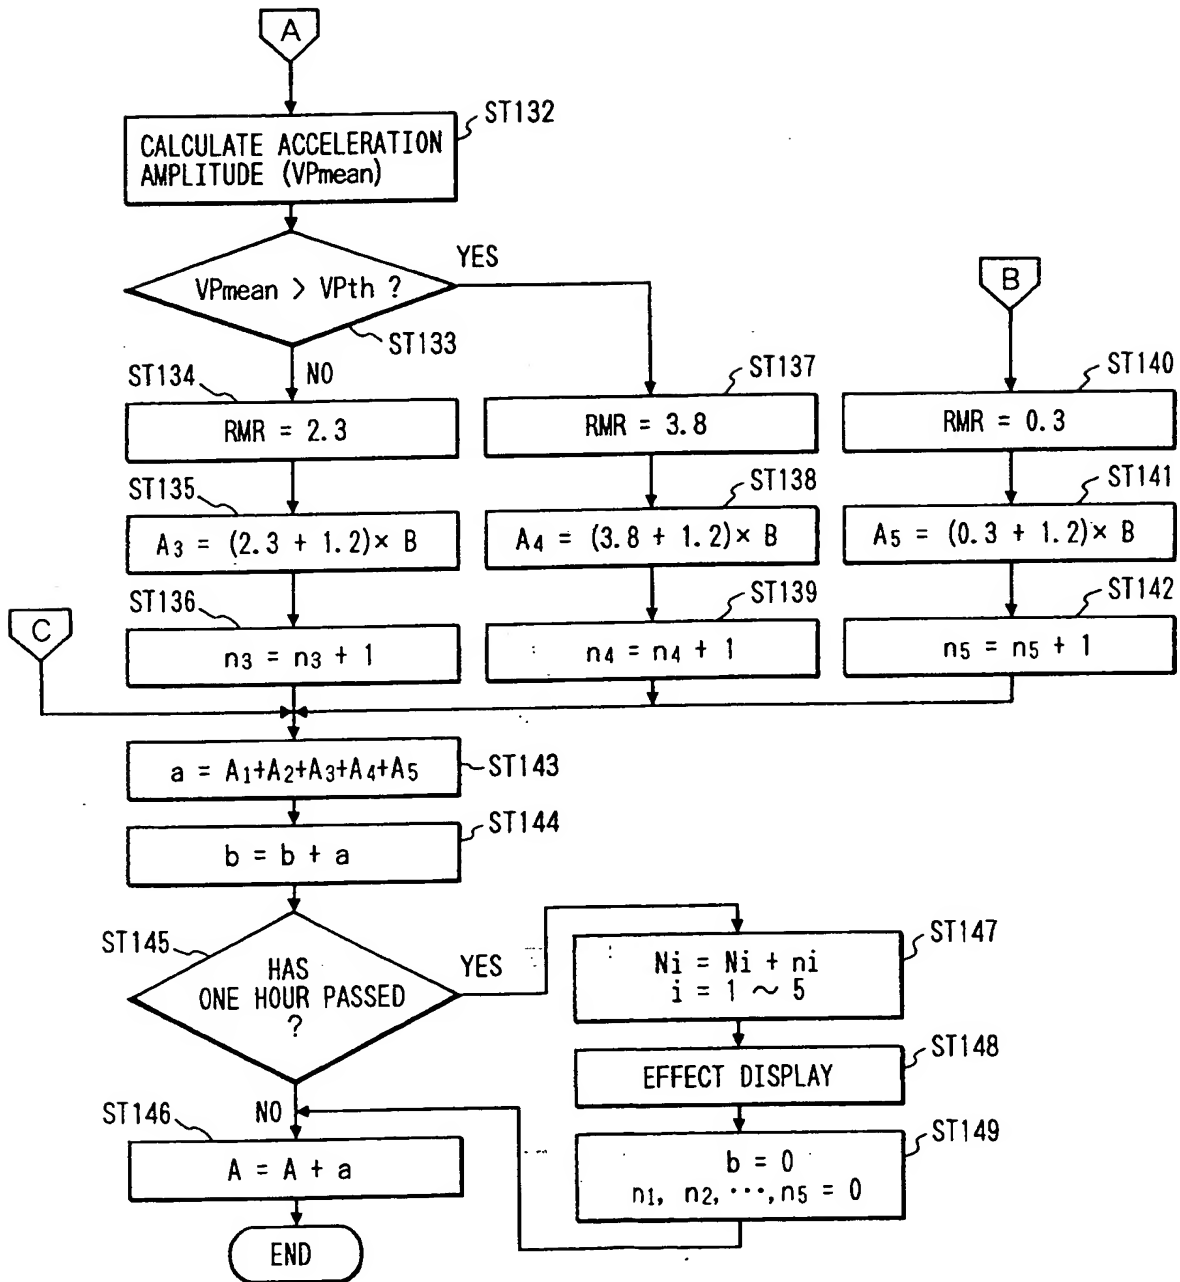 A
ST132
CALCULATE ACCELERATION
AMPLITUDE (VPmean)
VPmean > VPth ?
YES
ST133
NO
B
ST134
RMR = 2.3
ST137
RMR = 3.8
ST140
RMR = 0.3
ST135
A3 = (2.3 + 1.2)× B
ST138
A4 = (3.8 + 1.2)× B
ST141
A5 = (0.3 + 1.2)× B
C
ST136
n3 = n3 + 1
ST139
n4 = n4 + 1
ST142
n5 = n5 + 1
a = A1+A2+A3+A4+A5
ST143
ST144
b = b + a
ST145
HAS
ONE HOUR PASSED
?
YES
ST147
Ni = Ni + ni
i = 1 ～ 5
ST148
EFFECT DISPLAY
ST149
b = 0
n1, n2, ···, n5 = 0
NO
ST146
A = A + a
END